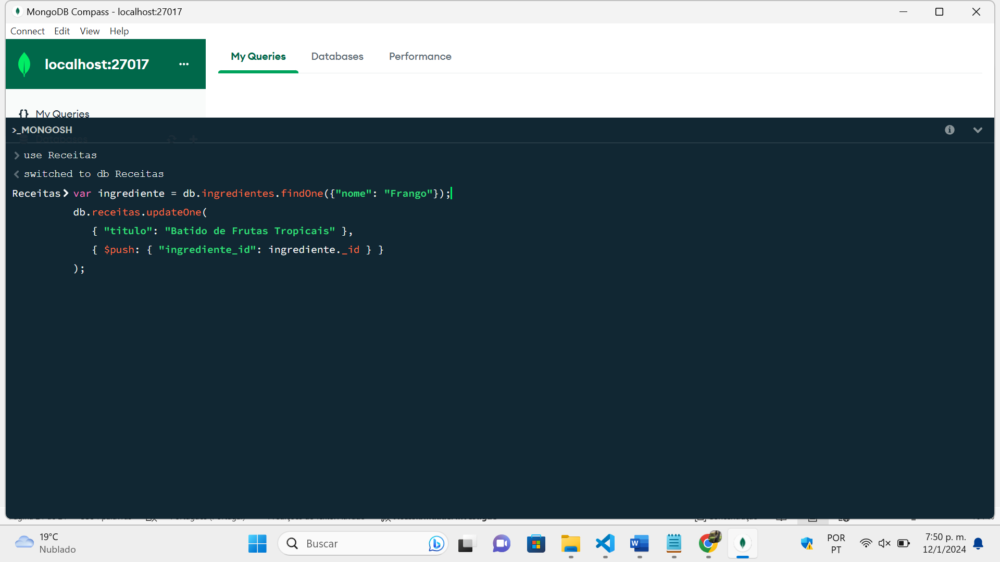 MongoDB Compass - localhost:27017
Connect Edit View Help
localhost:27017 ...
My Queries Databases Performance
{} My Queries
>_MONGOSH
Databases
use Receitas
switched to db Receitas
Receitas> var ingrediente = db.ingredientes.findOne({"nome": "Frango"});
db.receitas.updateOne(
{ "titulo": "Batido de Frutas Tropicais" },
{ $push: { "ingrediente_id": ingrediente._id } }
);
19°C
Nublado
Buscar
POR
PT
7:50 p. m.
12/1/2024